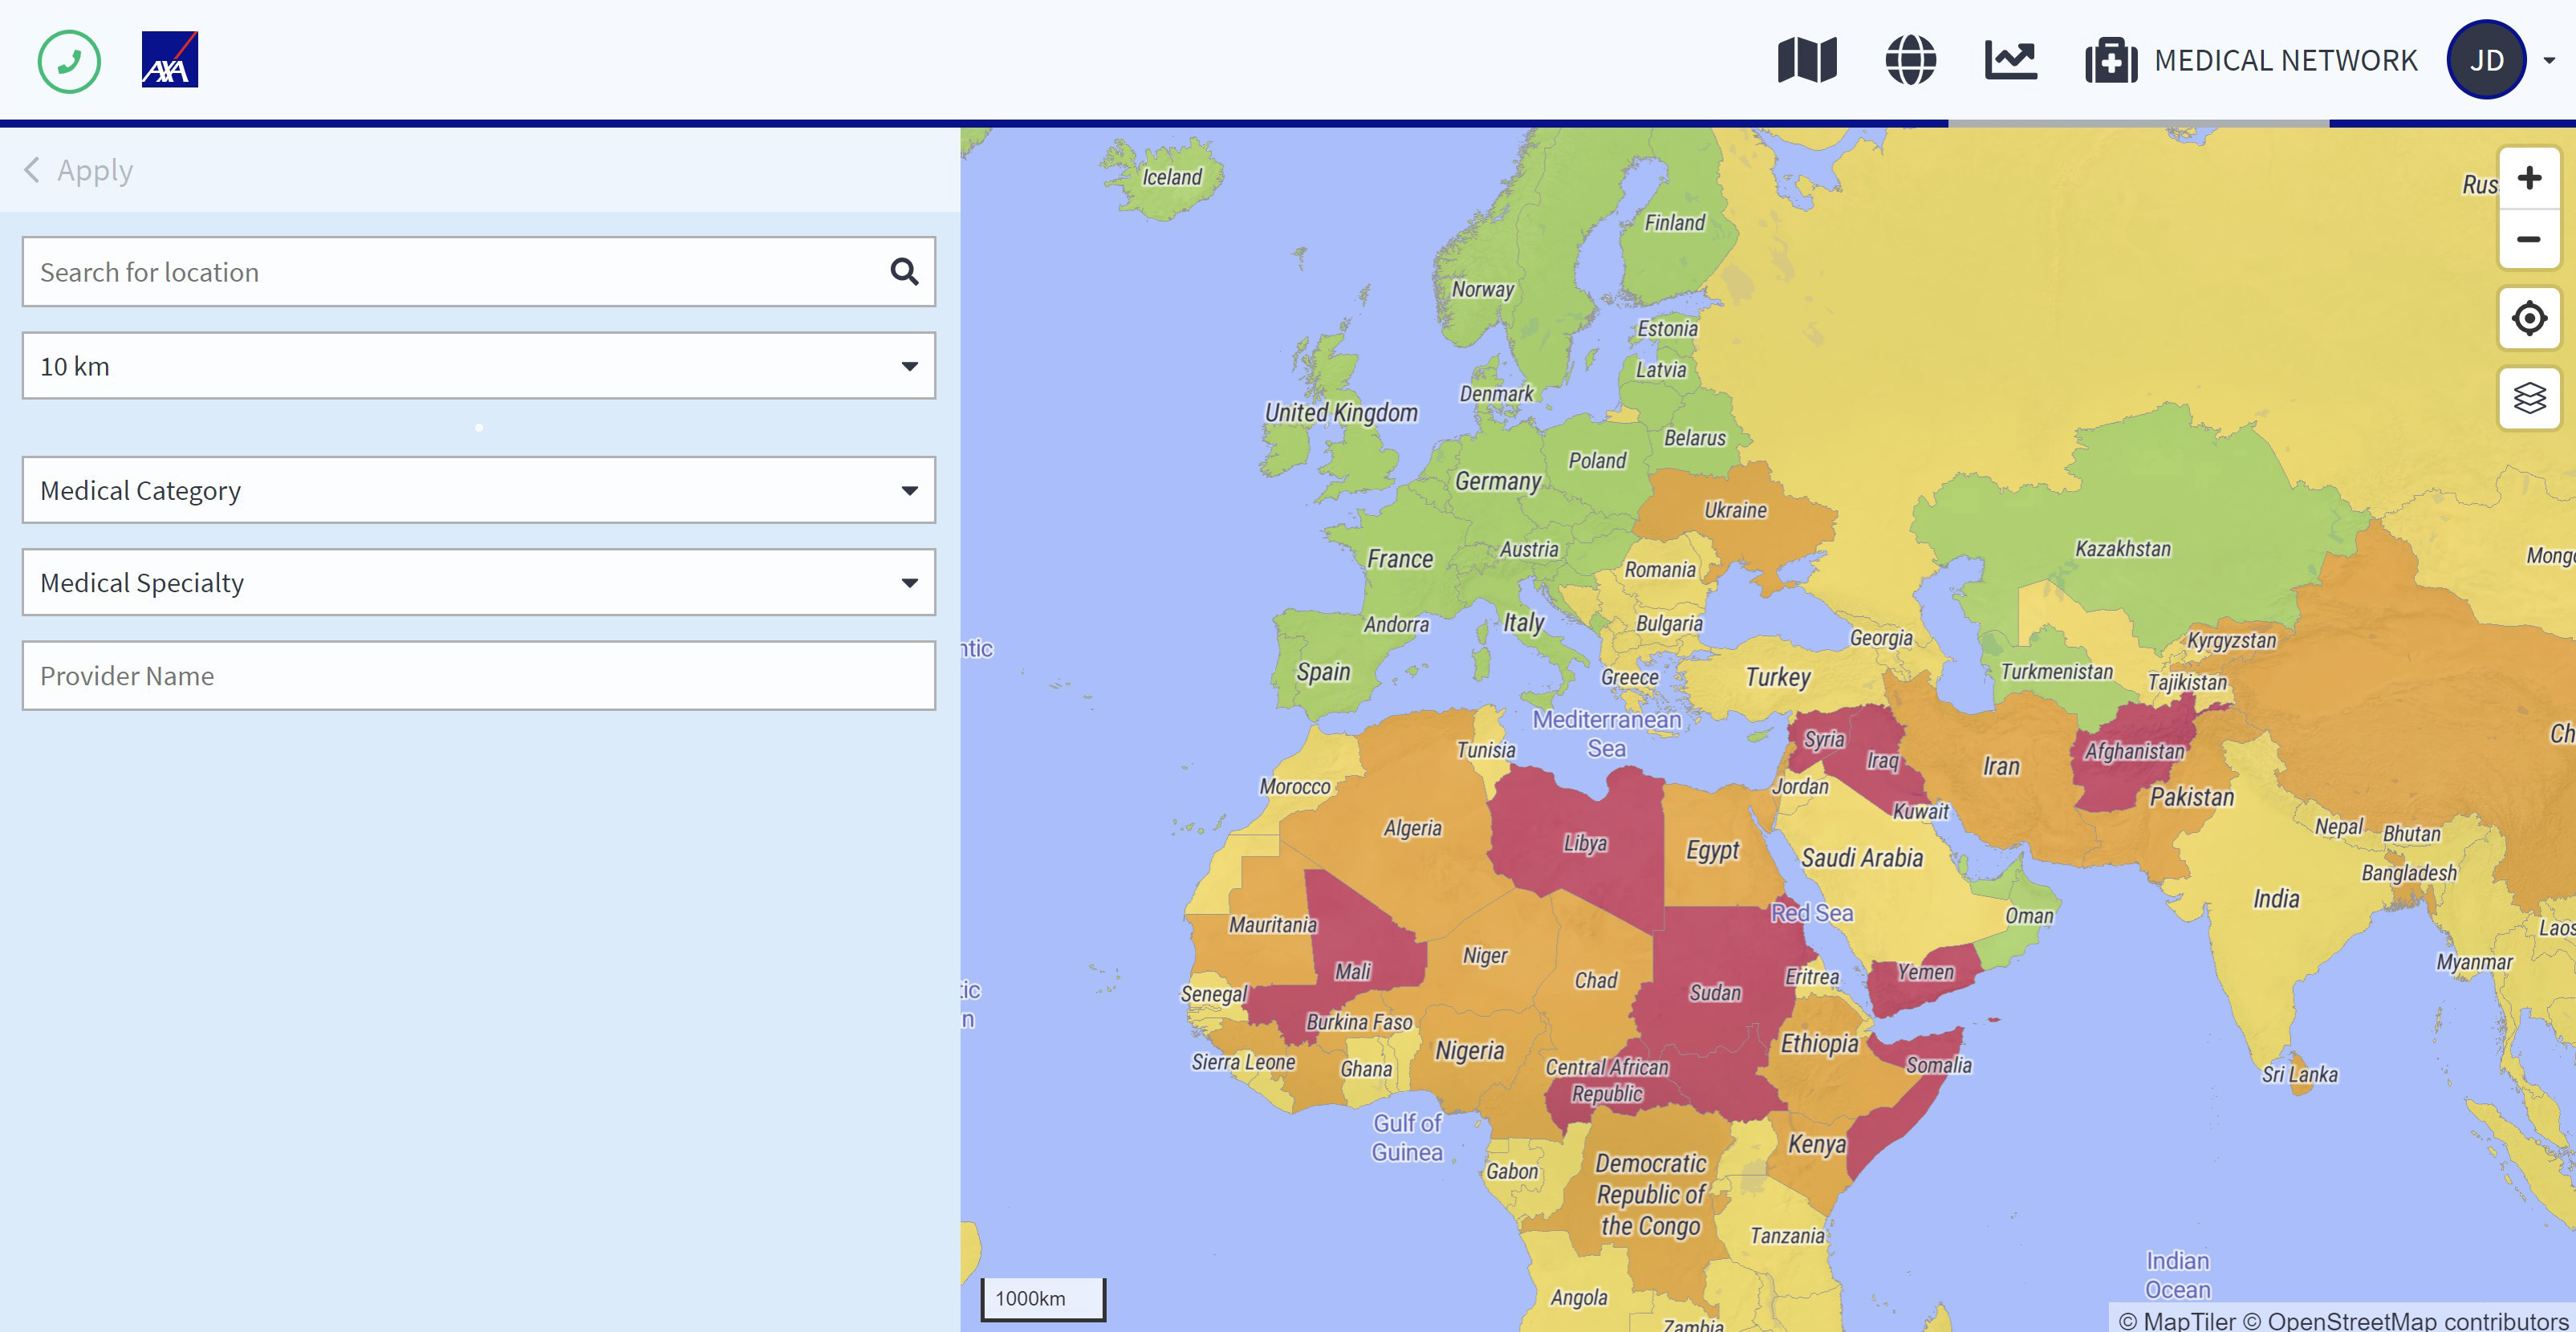 AXA
MEDICAL NETWORK
JD
Apply
Search for location
10 km
Medical Category
Medical Specialty
Provider Name
Iceland
Rus
Finland
Norway
Estonia
Latvia
Denmark
United Kingdom
Belarus
Poland
Germany
Ukraine
France
Austria
Kazakhstan
Mong
Romania
Andorra
Italy
Bulgaria
Georgia
Kyrgyzstan
ntic
Spain
Greece
Turkey
Turkmenistan
Tajikistan
Mediterranean
Sea
Tunisia
Syria
Iraq
Iran
Afghanistan
Ch
Morocco
Jordan
Kuwait
Pakistan
Algeria
Libya
Egypt
Saudi Arabia
Nepal
Bhutan
Bangladesh
India
Mauritania
Red Sea
Oman
Laos
Mali
Niger
Chad
Sudan
Eritrea
Yemen
Myanmar
tic
n
Senegal
Burkina Faso
Nigeria
Ethiopia
Sierra Leone
Ghana
Central African
Republic
Somalia
Sri Lanka
Gulf of
Guinea
Kenya
Gabon
Democratic
Republic of
the Congo
Tanzania
Indian
Ocean
Angola
Zambia
1000km
© MapTiler © OpenStreetMap contributors